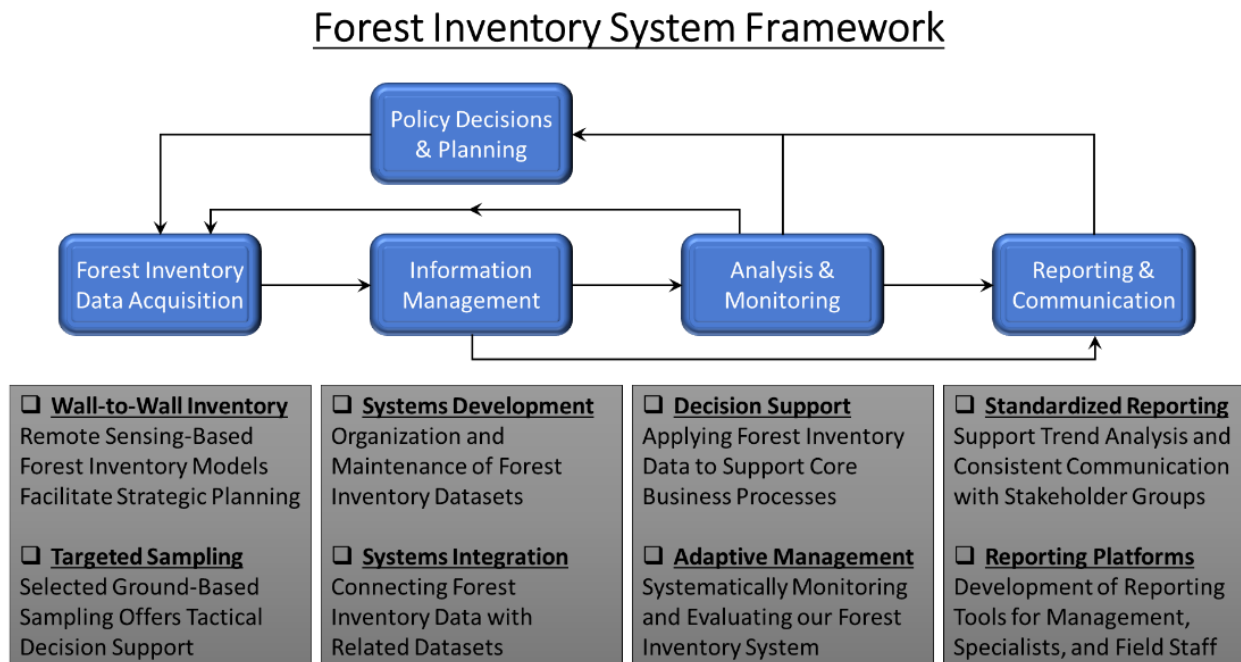 Forest Inventory System Framework
Policy Decisions
& Planning
Forest Inventory
Data Acquisition
Information
Management
Analysis &
Monitoring
Reporting &
Communication
❑ Wall-to-Wall Inventory
Remote Sensing-Based
Forest Inventory Models
Facilitate Strategic Planning
❑ Targeted Sampling
Selected Ground-Based
Sampling Offers Tactical
Decision Support
❑ Systems Development
Organization and
Maintenance of Forest
Inventory Datasets
❑ Systems Integration
Connecting Forest
Inventory Data with
Related Datasets
❑ Decision Support
Applying Forest Inventory
Data to Support Core
Business Processes
❑ Adaptive Management
Systematically Monitoring
and Evaluating our Forest
Inventory System
❑ Standardized Reporting
Support Trend Analysis and
Consistent Communication
with Stakeholder Groups
❑ Reporting Platforms
Development of Reporting
Tools for Management,
Specialists, and Field Staff